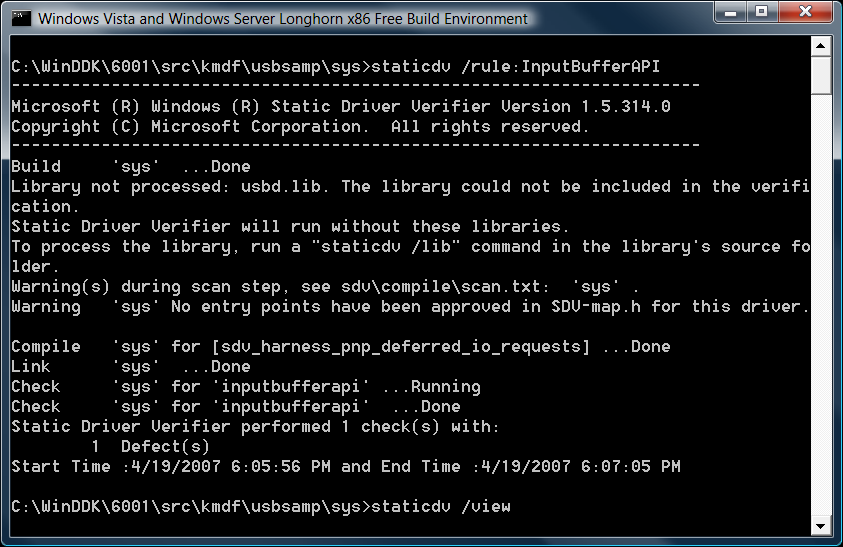 Windows Vista and Windows Server Longhorn x86 Free Build Environment
C:\WinDDK\6001\src\kmdf\usbsamp\sys>staticdv /rule:InputBufferAPI
---------------------------------------------------------------------
Microsoft (R) Windows (R) Static Driver Verifier Version 1.5.314.0
Copyright (C) Microsoft Corporation.  All rights reserved.
---------------------------------------------------------------------
Build     'sys'  ...Done
Library not processed: usbd.lib. The library could not be included in the verifi
cation.
Static Driver Verifier will run without these libraries.
To process the library, run a "staticdv /lib" command in the library's source fo
lder.
Warning(s) during scan step, see sdv\compile\scan.txt:  'sys' .
Warning   'sys' No entry points have been approved in SDV-map.h for this driver.
Compile   'sys' for [sdv_harness_pnp_deferred_io_requests] ...Done
Link      'sys'  ...Done
Check     'sys' for 'inputbufferapi' ...Running
Check     'sys' for 'inputbufferapi'  ...Done
Static Driver Verifier performed 1 check(s) with:
        1  Defect(s)
Start Time :4/19/2007 6:05:56 PM and End Time :4/19/2007 6:07:05 PM
C:\WinDDK\6001\src\kmdf\usbsamp\sys>staticdv /view